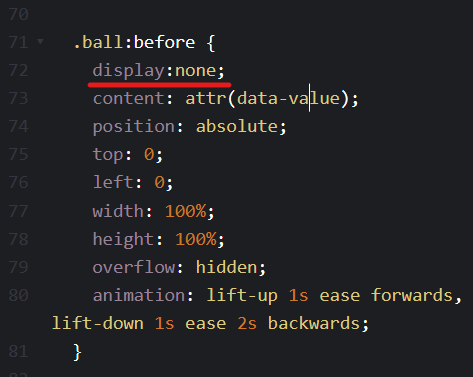 70
71 .ball:before {
72 display:none;
73 content: attr(data-value);
74 position: absolute;
75 top: 0;
76 left: 0;
77 width: 100%;
78 height: 100%;
79 overflow: hidden;
80 animation: lift-up 1s ease forwards,
lift-down 1s ease 2s backwards;
81 }